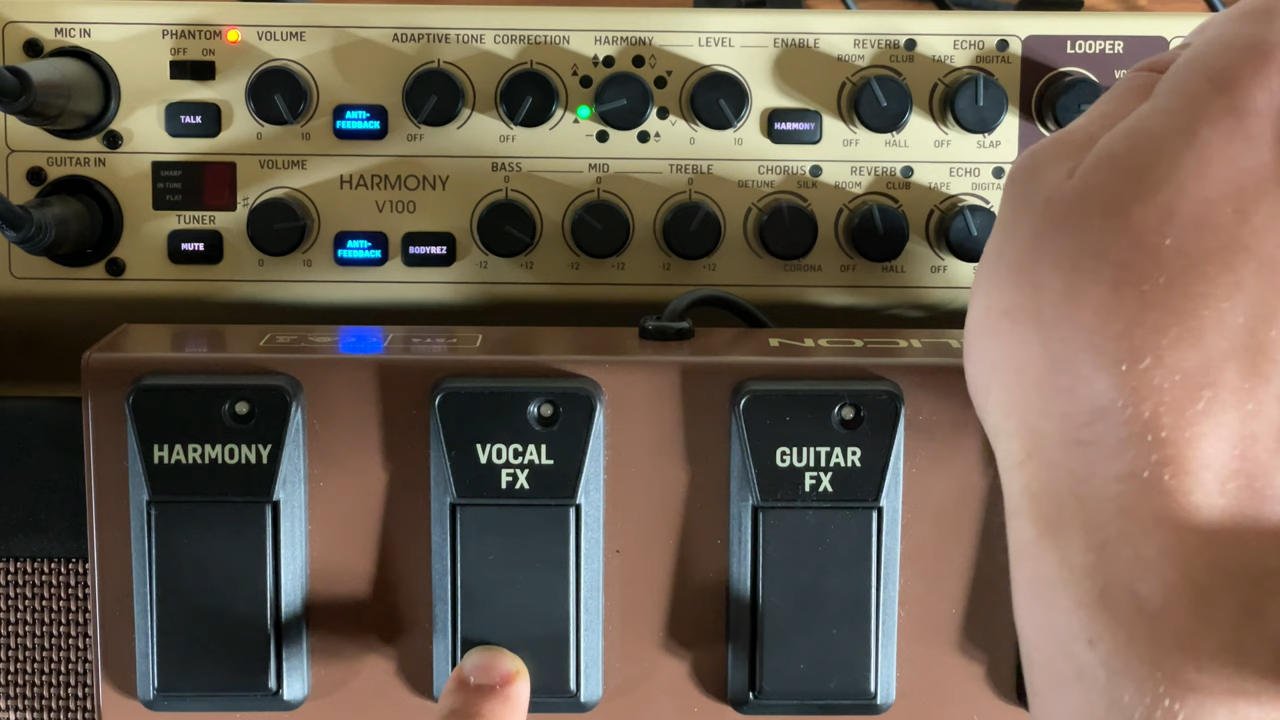 MIC IN
PHANTOM
OFF ON
VOLUME
ADAPTIVE TONE
CORRECTION
HARMONY
LEVEL
ENABLE
REVERB
ROOM CLUB
ECHO
TAPE DIGITAL
LOOPER
TALK
0 10
ANTI-
FEEDBACK
OFF
OFF
0 10
HARMONY
OFF HALL
OFF SLAP
GUITAR IN
SHARP
IN TUNE
FLAT
TUNER
MUTE
VOLUME
0 10
HARMONY
V100
ANTI-
FEEDBACK
BODYREZ
BASS
0
-12 +12
MID
0
-12 +12
TREBLE
0
-12 +12
CHORUS
DETUNE SILK
CORONA
REVERB
ROOM CLUB
OFF HALL
ECHO
TAPE DIGITAL
OFF
HARMONY
VOCAL
FX
GUITAR
FX